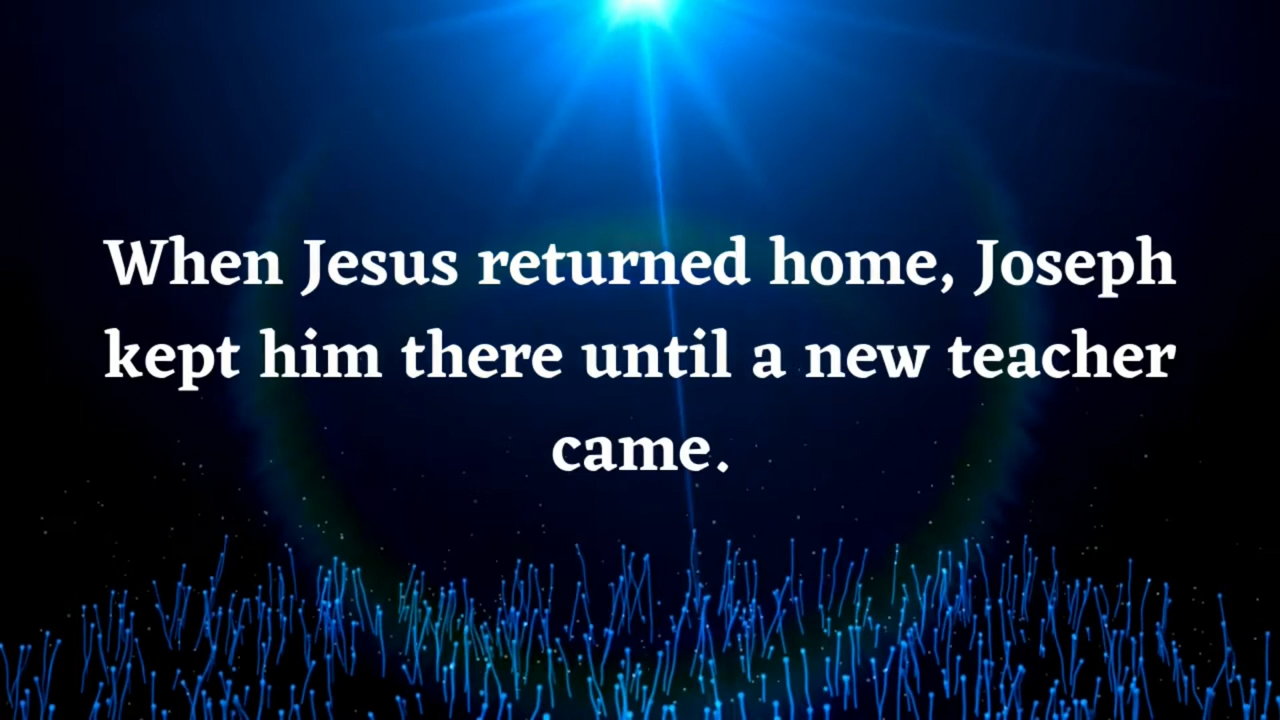 When Jesus returned home, Joseph
kept him there until a new teacher
came.